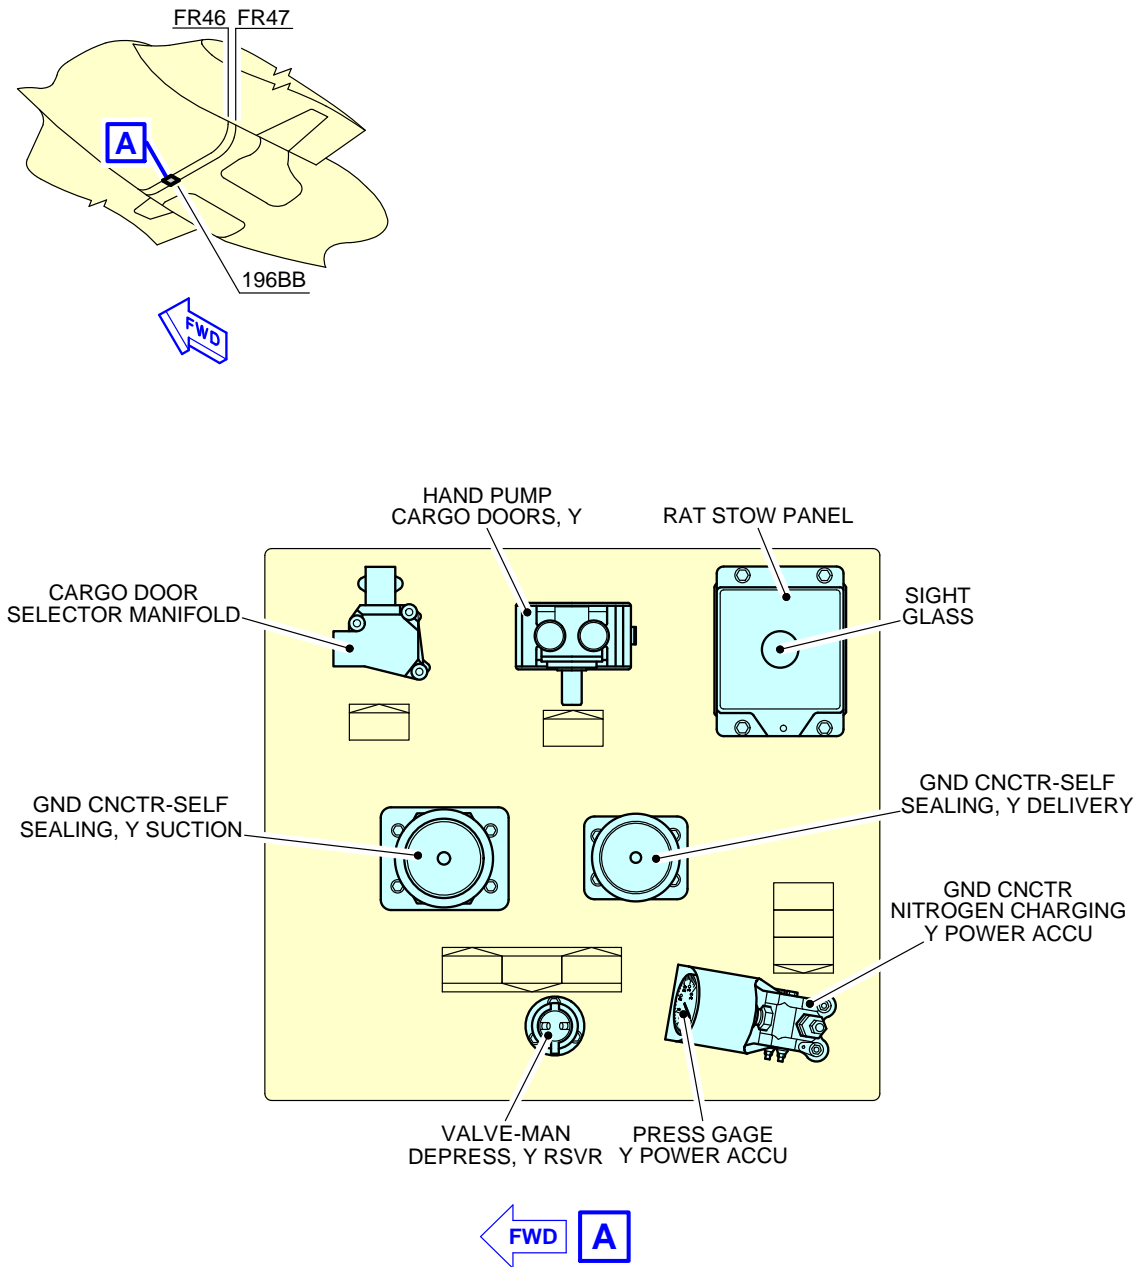 FR46 FR47
A
196BB
FWD
HAND PUMP
CARGO DOORS, Y
RAT STOW PANEL
CARGO DOOR
SELECTOR MANIFOLD
SIGHT
GLASS
GND CNCTR-SELF
SEALING, Y SUCTION
GND CNCTR-SELF
SEALING, Y DELIVERY
GND CNCTR
NITROGEN CHARGING
Y POWER ACCU
VALVE-MAN
DEPRESS, Y RSVR
PRESS GAGE
Y POWER ACCU
FWD A